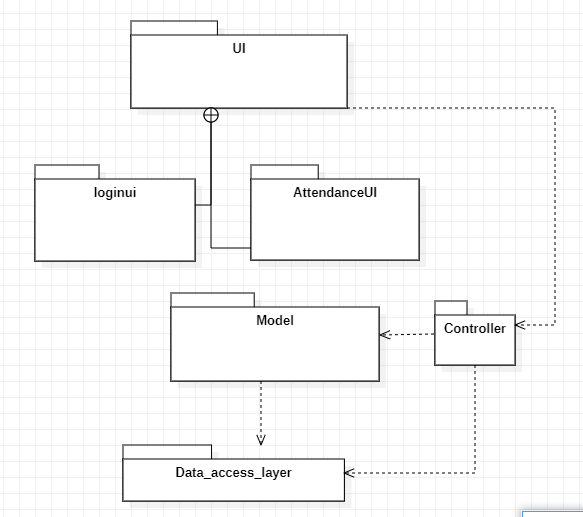 UI
loginui
AttendanceUI
Model
Controller
Data_access_layer